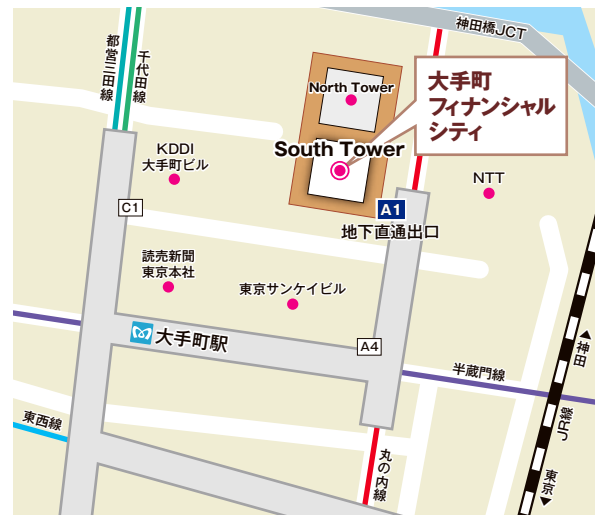 神田橋JCT
都営三田線
千代田線
North Tower
大手町
フィナンシャル
シティ
South Tower
KDDI
大手町ビル
NTT
C1
A1
地下直通出口
読売新聞
東京本社
東京サンケイビル
大手町駅
A4
半蔵門線
▲神田
JR線
東京▼
東西線
丸の内線